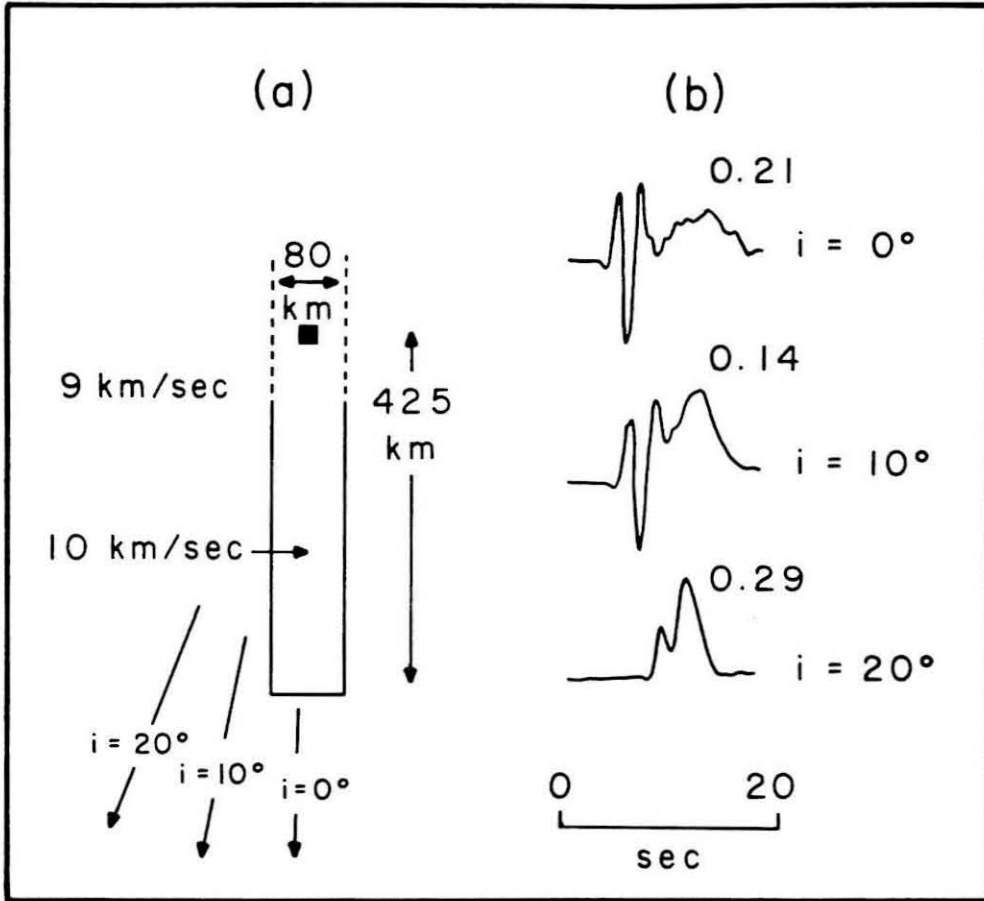 (a)
80
km
9 km/sec
425
km
10 km/sec
i = 20°
i = 10°
i = 0°
(b)
0.21
i = 0°
0.14
i = 10°
0.29
i = 20°
0 20
sec